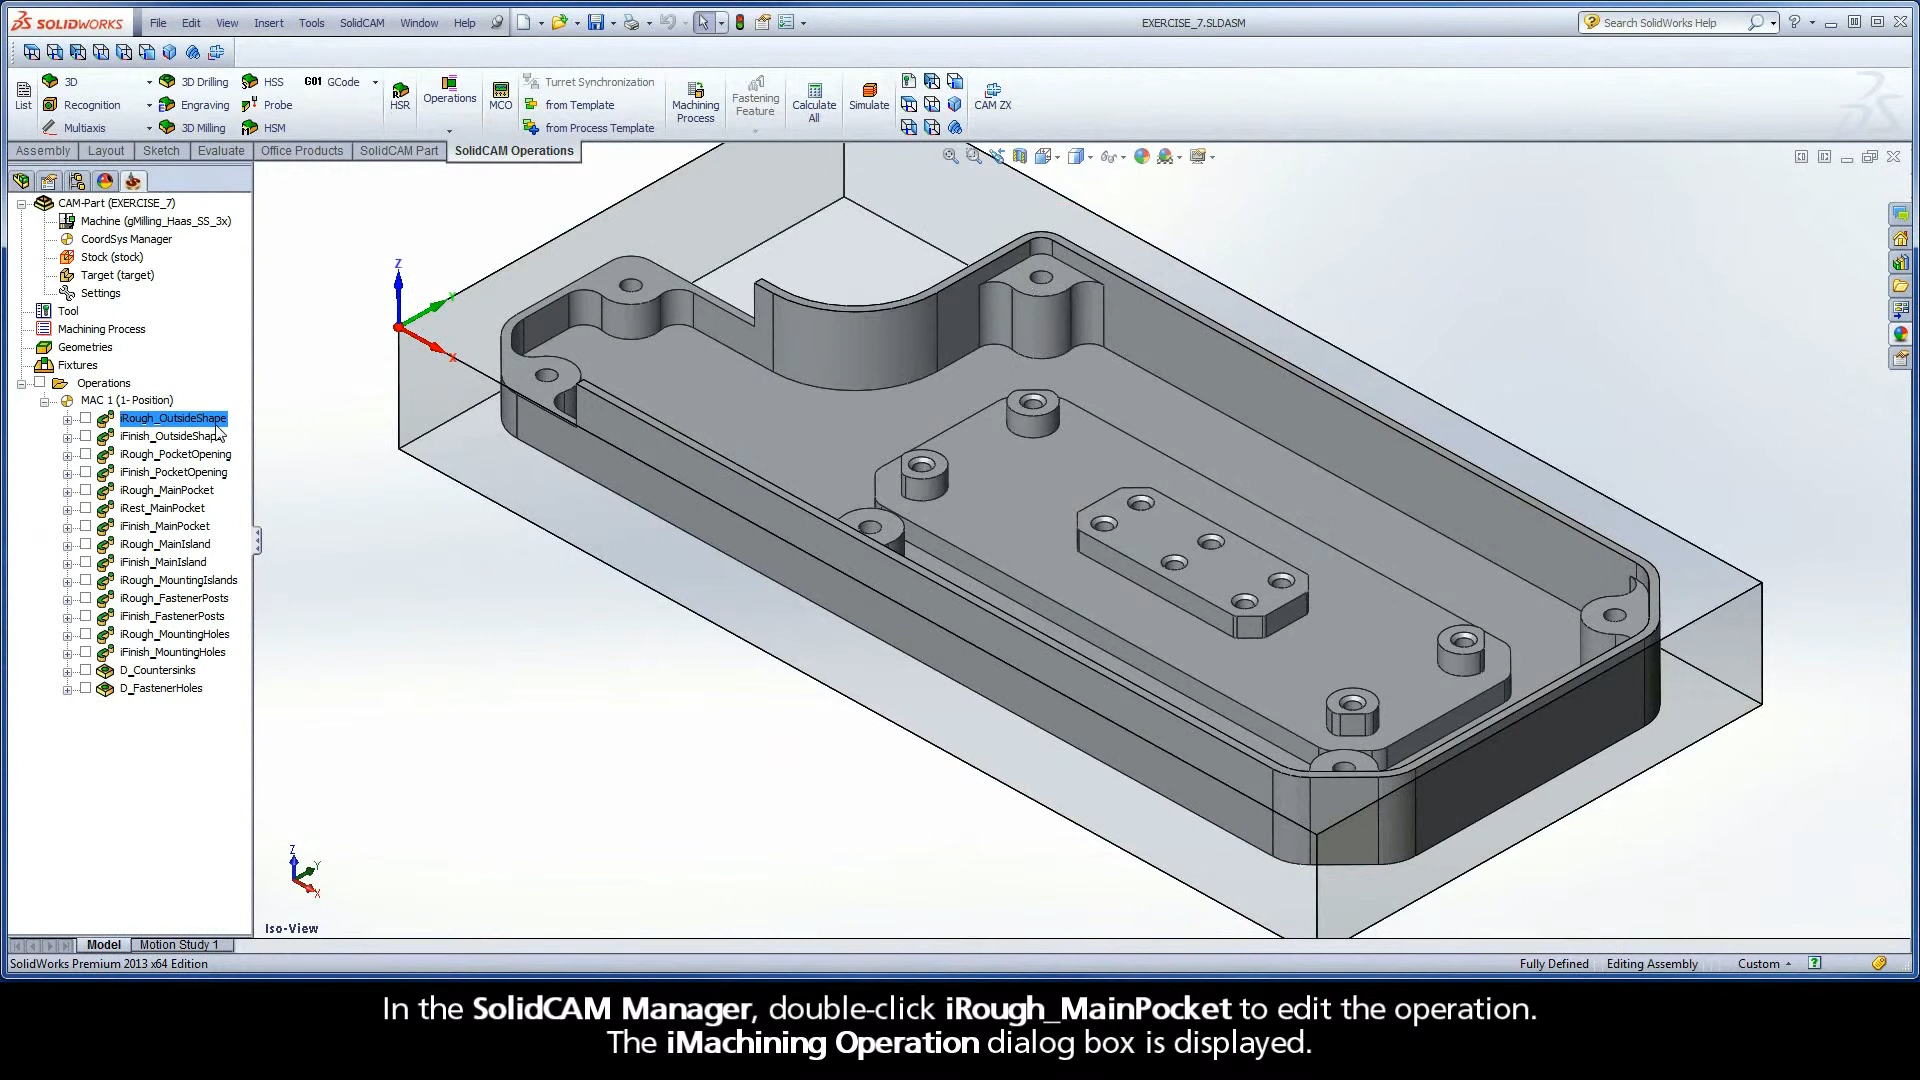 SOLIDWORKS File Edit View Insert Tools SolidCAM Window Help EXERCISE_7.SLDASM Search SolidWorks Help
3D 3D Drilling HSS G01 GCode Turret Synchronization
List Recognition Engraving Probe HSR Operations MCO from Template Machining Process Fastening Feature Calculate All Simulate CAM ZX
Multiaxis 3D Milling HSM from Process Template
Assembly Layout Sketch Evaluate Office Products SolidCAM Part SolidCAM Operations
CAM-Part (EXERCISE_7)
Machine (gMilling_Haas_SS_3x)
CoordSys Manager
Stock (stock)
Target (target)
Settings
Tool
Machining Process
Geometries
Fixtures
Operations
MAC 1 (1- Position)
iRough_OutsideShape
iFinish_OutsideShape
iRough_PocketOpening
iFinish_PocketOpening
iRough_MainPocket
iRest_MainPocket
iFinish_MainPocket
iRough_MainIsland
iFinish_MainIsland
iRough_MountingIslands
iRough_FastenerPosts
iFinish_FastenerPosts
iRough_MountingHoles
iFinish_MountingHoles
D_Countersinks
D_FastenerHoles
Z
Y
X
Z
Y
X
Iso-View
Model Motion Study 1
SolidWorks Premium 2013 x64 Edition Fully Defined Editing Assembly Custom
In the SolidCAM Manager, double-click iRough_MainPocket to edit the operation.
The iMachining Operation dialog box is displayed.